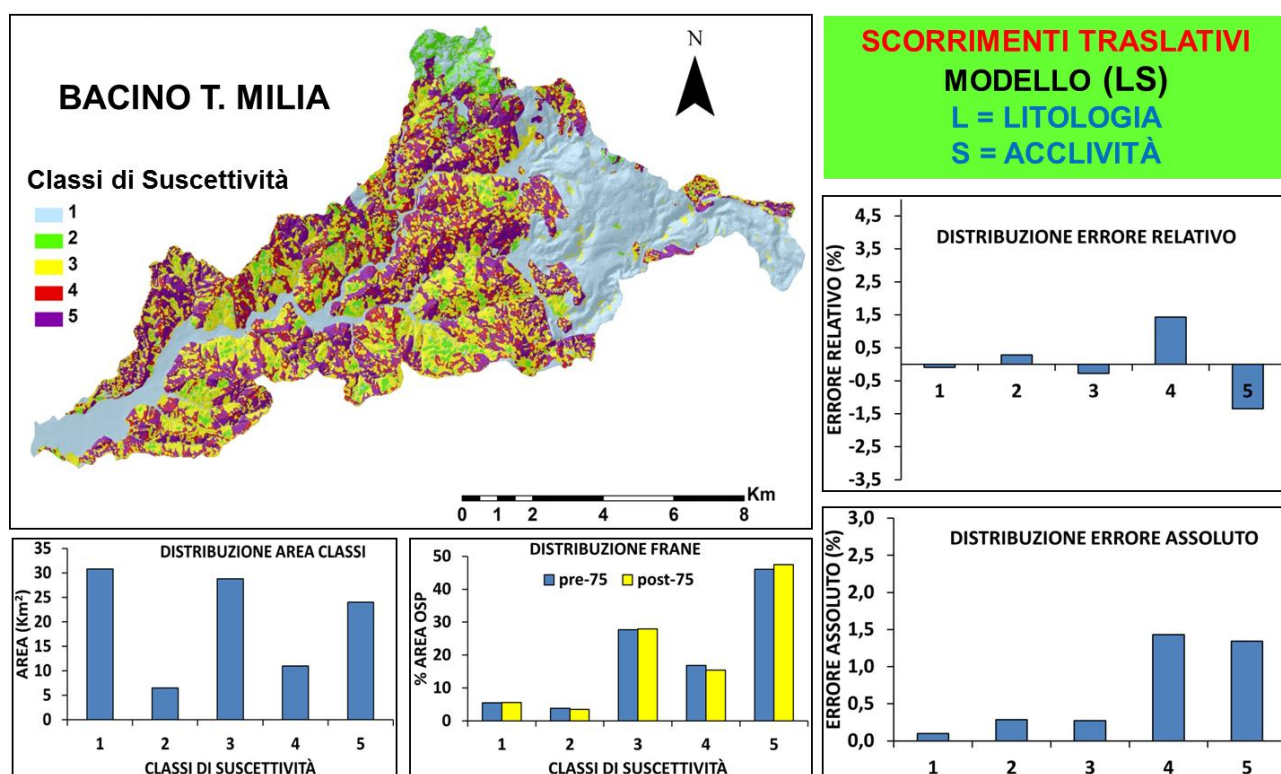 BACINO T. MILIA
N
Classi di Suscettività
1
2
3
4
5
Km
0 1 2 4 6 8
SCORRIMENTI TRASLATIVI
MODELLO (LS)
L = LITOLOGIA
S = ACCLIVITÀ
DISTRIBUZIONE ERRORE RELATIVO
ERRORE RELATIVO (%)
4,5
3,5
2,5
1,5
0,5
-0,5
-1,5
-2,5
-3,5
1 2 3 4 5
DISTRIBUZIONE AREA CLASSI
AREA (Km²)
35
30
25
20
15
10
5
0
1 2 3 4 5
CLASSI DI SUSCETTIVITÀ
DISTRIBUZIONE FRANE
pre-75 post-75
% AREA OSP
50
40
30
20
10
0
1 2 3 4 5
CLASSI DI SUSCETTIVITÀ
DISTRIBUZIONE ERRORE ASSOLUTO
ERRORE ASSOLUTO (%)
3,0
2,5
2,0
1,5
1,0
0,5
0,0
1 2 3 4 5